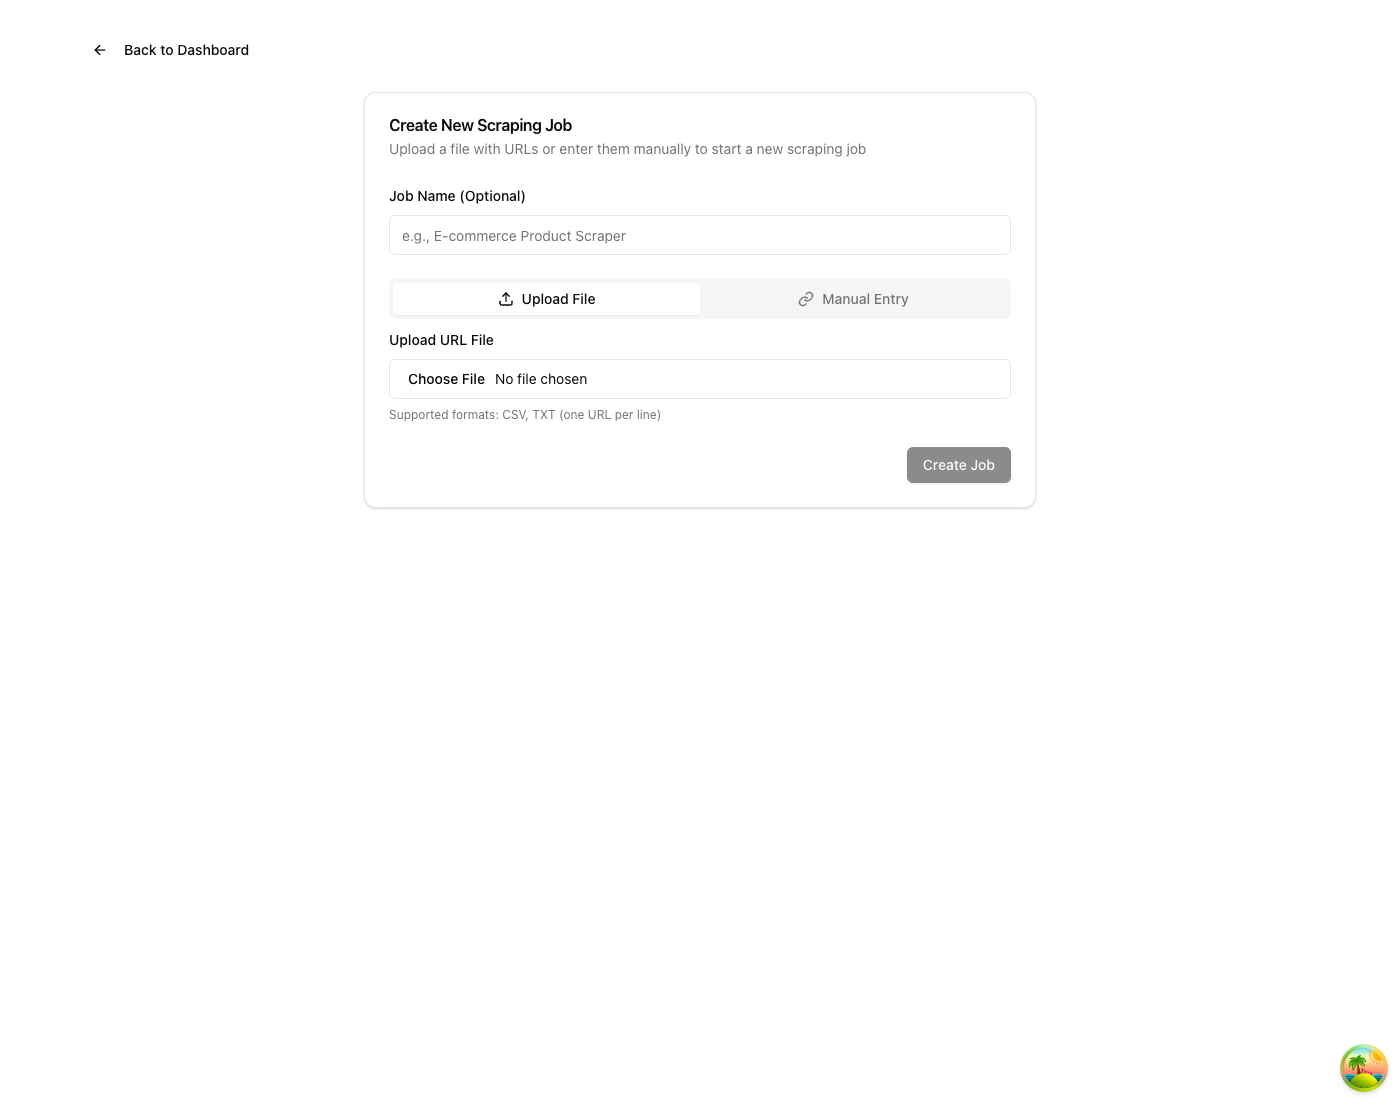 Back to Dashboard
Create New Scraping Job
Upload a file with URLs or enter them manually to start a new scraping job
Job Name (Optional)
e.g., E-commerce Product Scraper
Upload File
Manual Entry
Upload URL File
Choose File No file chosen
Supported formats: CSV, TXT (one URL per line)
Create Job